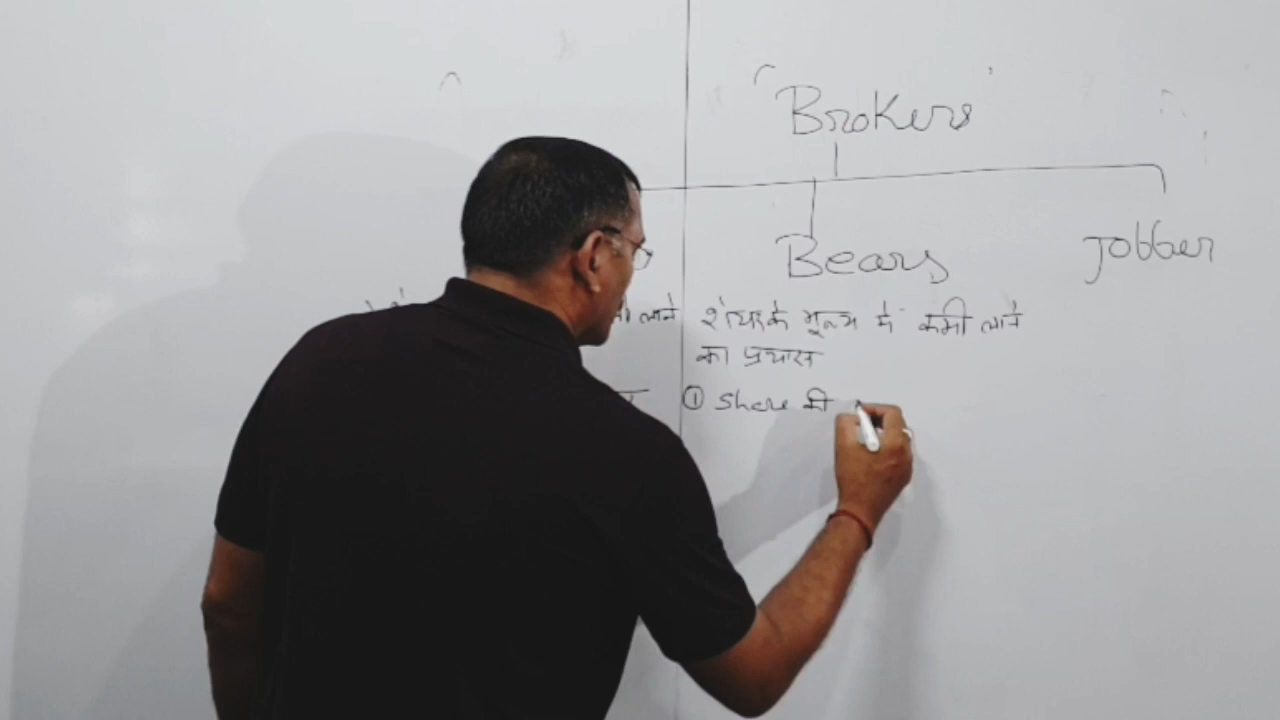 Brokers
Bears
Jobber
लाने
शेयर के मूल्य में कमी लाने
का प्रयास
① Share की